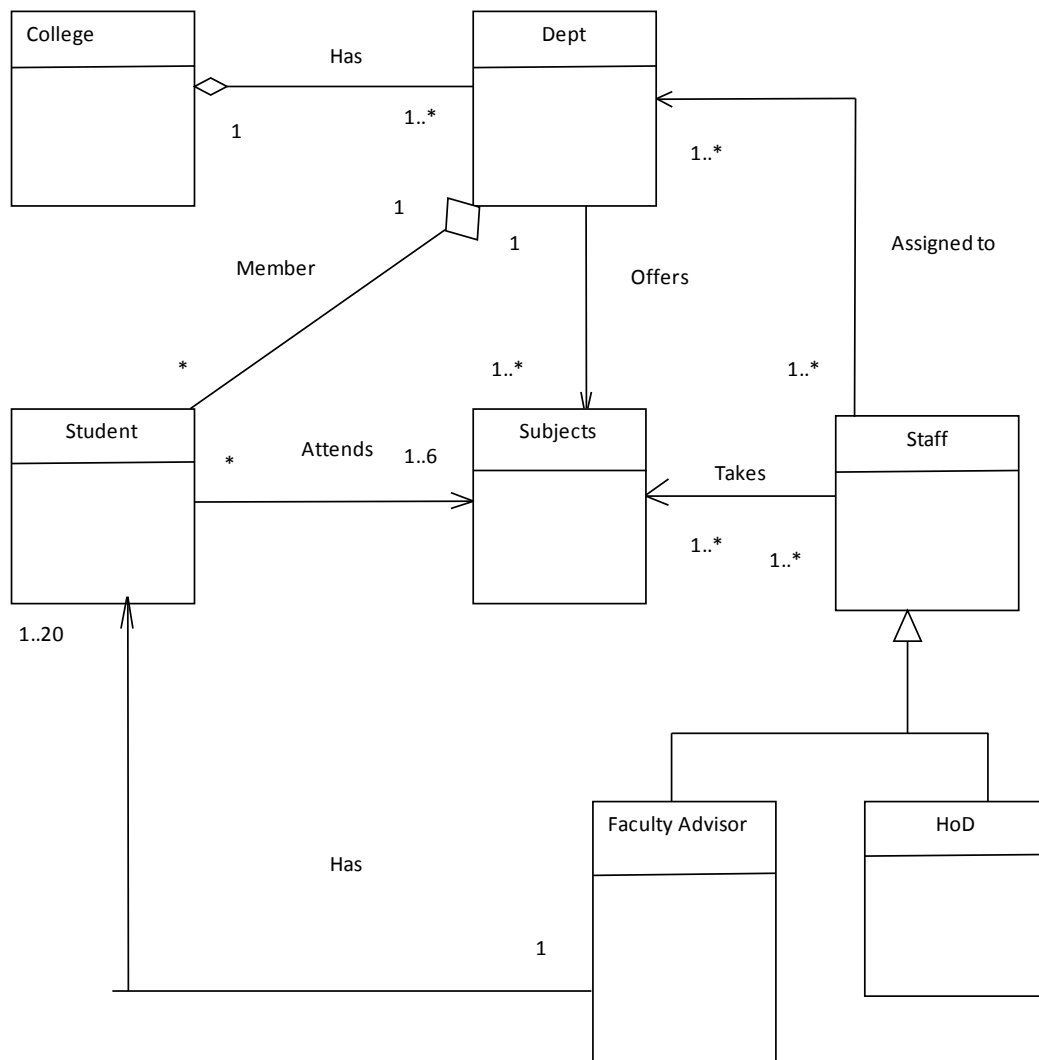 College
Dept
Has
1
1..*
1..*
1
1
Member
Offers
Assigned to
*
1..*
1..*
Student
Subjects
Staff
*
Attends
1..6
Takes
1..*
1..*
1..20
Faculty Advisor
HoD
Has
1